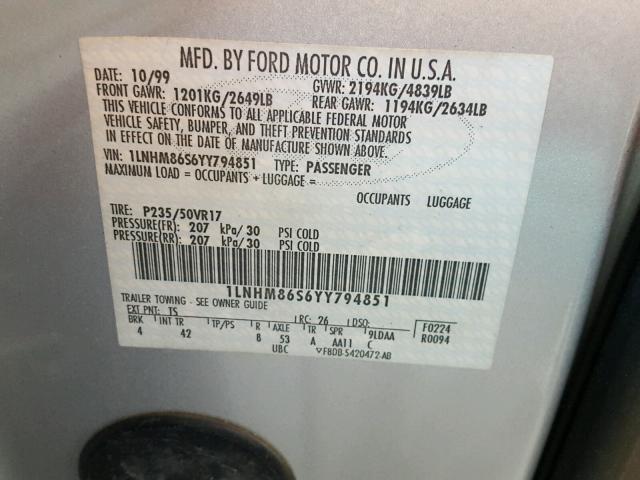 MFD. BY FORD MOTOR CO. IN U.S.A.
DATE: 10/99 GVWR: 2194KG/4839LB
FRONT GAWR: 1201KG/2649LB REAR GAWR: 1194KG/2634LB
THIS VEHICLE CONFORMS TO ALL APPLICABLE FEDERAL MOTOR
VEHICLE SAFETY, BUMPER, AND THEFT PREVENTION STANDARDS
IN EFFECT ON THE DATE OF MANUFACTURE SHOWN ABOVE.
VIN: 1LNHM86S6YY794851 TYPE: PASSENGER
MAXIMUM LOAD = OCCUPANTS + LUGGAGE =
OCCUPANTS LUGGAGE
TIRE: P235/50VR17
PRESSURE(FR) 207 kPa/30 PSI COLD
PRESSURE(RR) 207 kPa/30 PSI COLD
1LNHM86S6YY794851
TRAILER TOWING - SEE OWNER GUIDE
EXT PNT: TS RC: 26 DSO: F0224
BRK INT TR TP/PS R AXLE TR SPR 9LDAA R0094
4 42 8 53 A AA11 C
UBC F8DB-5420472-AB